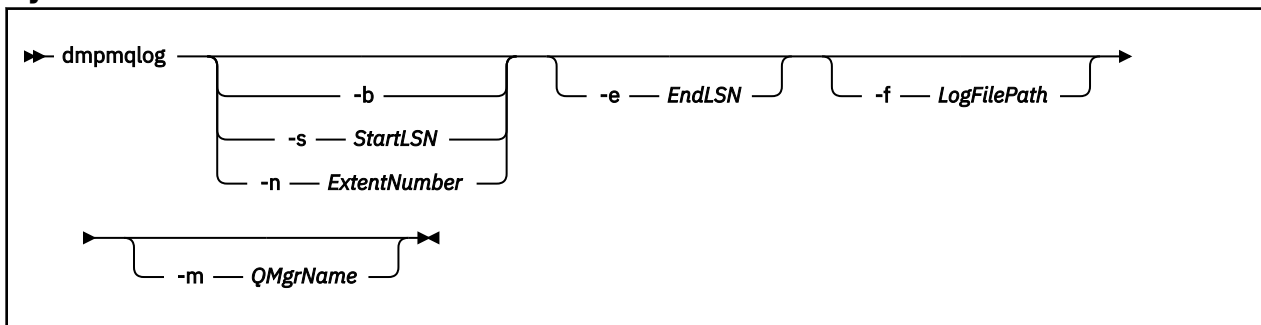 dmpmqlog
-b
-e EndLSN
-f LogFilePath
-s StartLSN
-n ExtentNumber
-m QMgrName